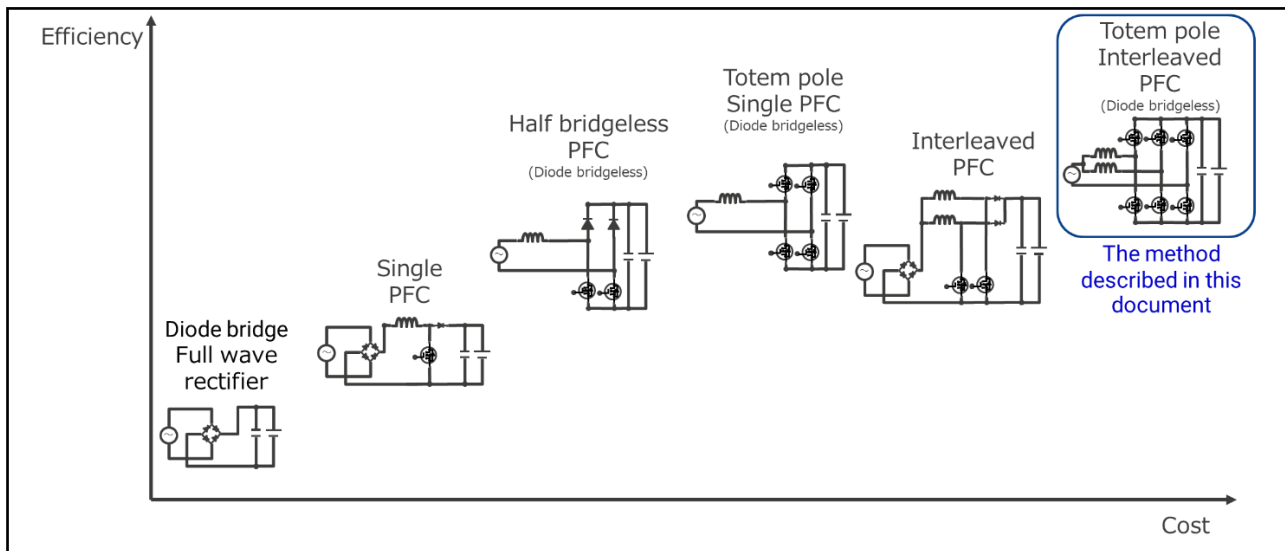 Efficiency
Totem pole
Interleaved
PFC
(Diode bridgeless)
Totem pole
Single PFC
(Diode bridgeless)
Half bridgeless
PFC
(Diode bridgeless)
Interleaved
PFC
The method
described in this
document
Single
PFC
Diode bridge
Full wave
rectifier
Cost